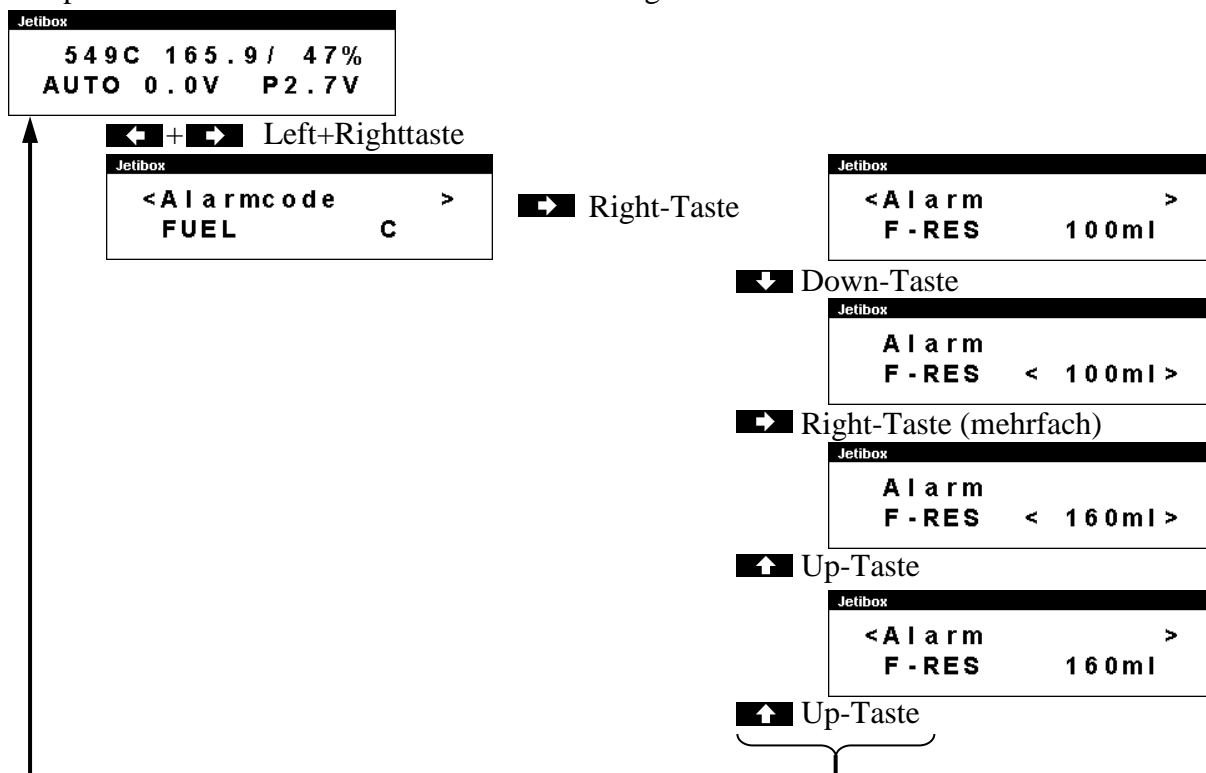 Jetibox
549C 165.9/ 47%
AUTO 0.0V P2.7V
+ Left+Righttaste
Jetibox
<Alarmcode >
FUEL C
Right-Taste
Jetibox
<Alarm >
F-RES 100ml
Down-Taste
Jetibox
Alarm
F-RES < 100ml>
Right-Taste (mehrfach)
Jetibox
Alarm
F-RES < 160ml>
Up-Taste
Jetibox
<Alarm >
F-RES 160ml
Up-Taste